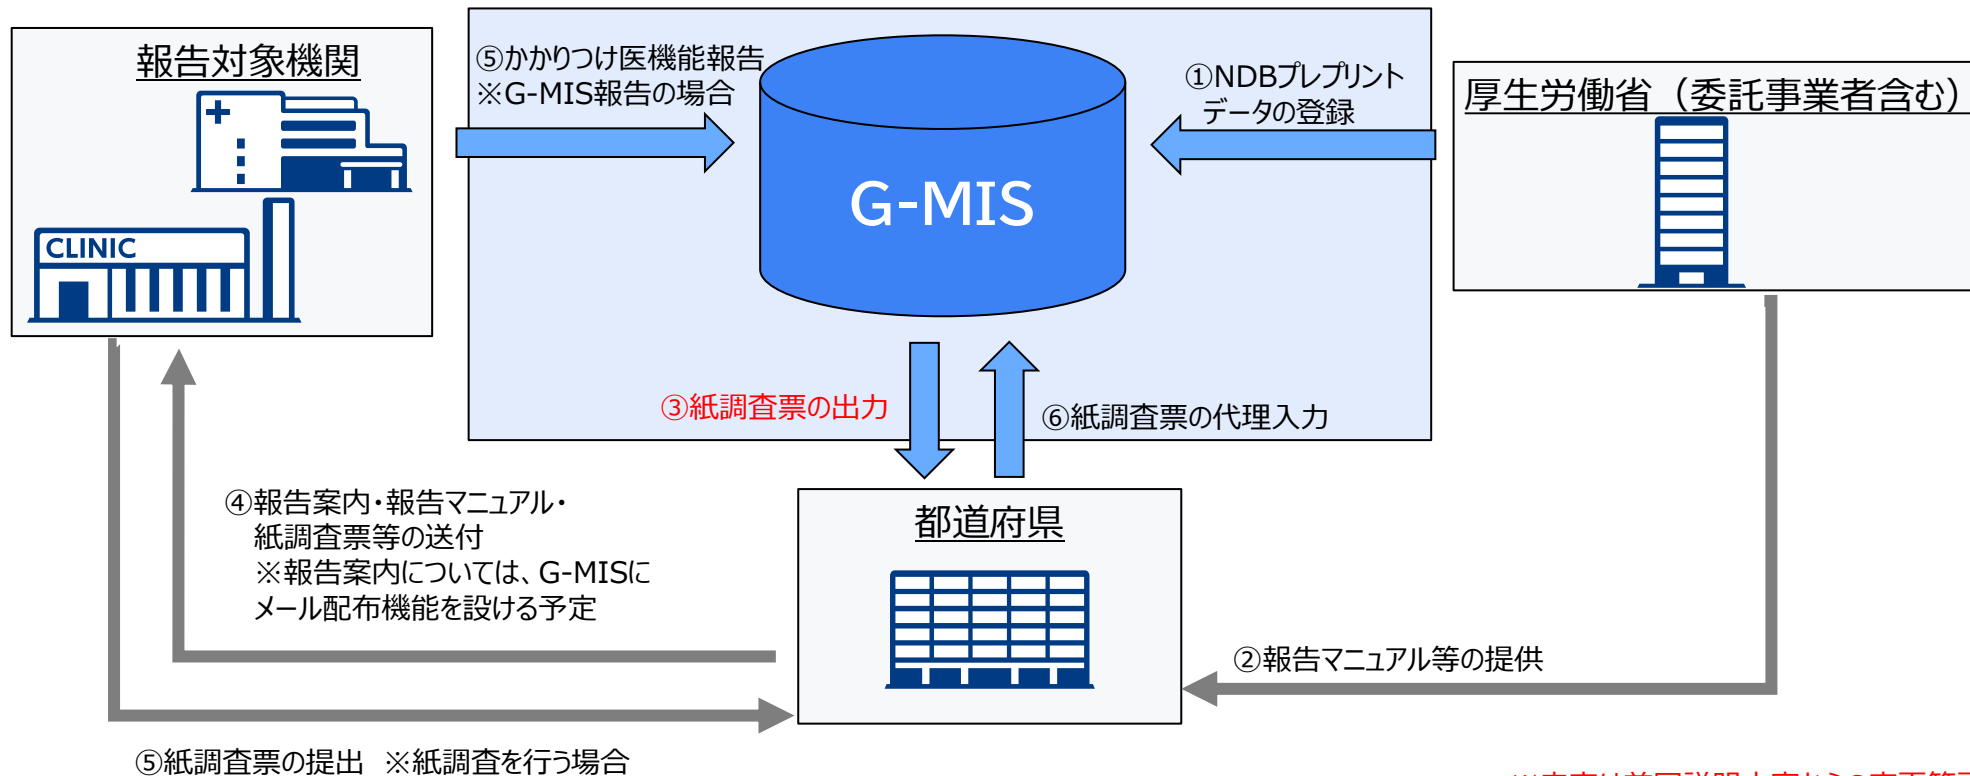 報告対象機関
CLINIC
⑤かかりつけ医機能報告
※G-MIS報告の場合
G-MIS
①NDBプレプリント
データの登録
厚生労働省（委託事業者含む）
③紙調査票の出力
⑥紙調査票の代理入力
④報告案内・報告マニュアル・
紙調査票等の送付
※報告案内については、G-MISに
メール配布機能を設ける予定
都道府県
②報告マニュアル等の提供
⑤紙調査票の提出 ※紙調査を行う場合